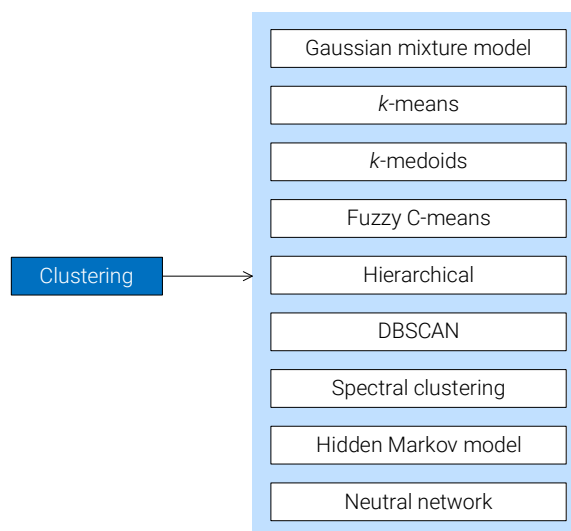 Gaussian mixture model
k-means
k-medoids
Fuzzy C-means
Clustering
Hierarchical
DBSCAN
Spectral clustering
Hidden Markov model
Neutral network